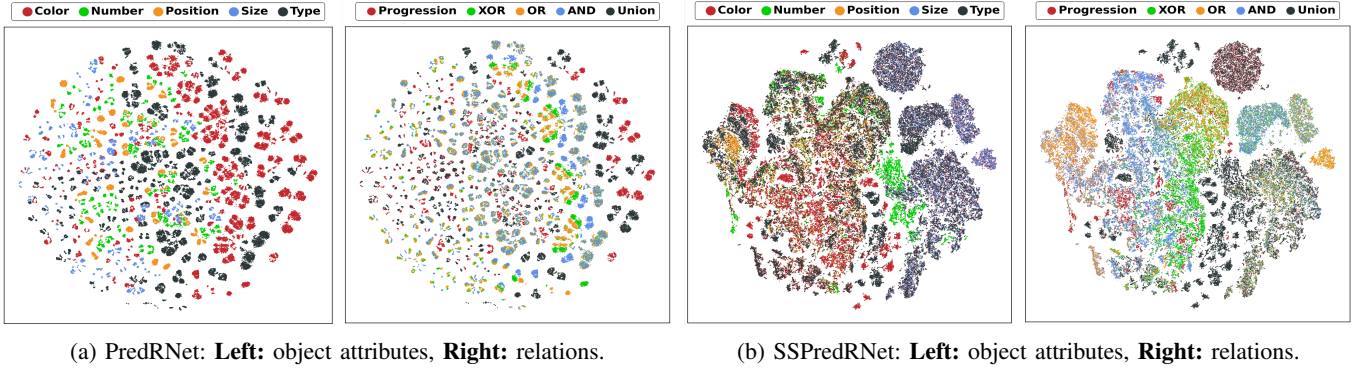 Color Number Position Size Type
Progression XOR OR AND Union
Color Number Position Size Type
Progression XOR OR AND Union
(a) PredRNet: Left: object attributes, Right: relations.
(b) SSPredRNet: Left: object attributes, Right: relations.